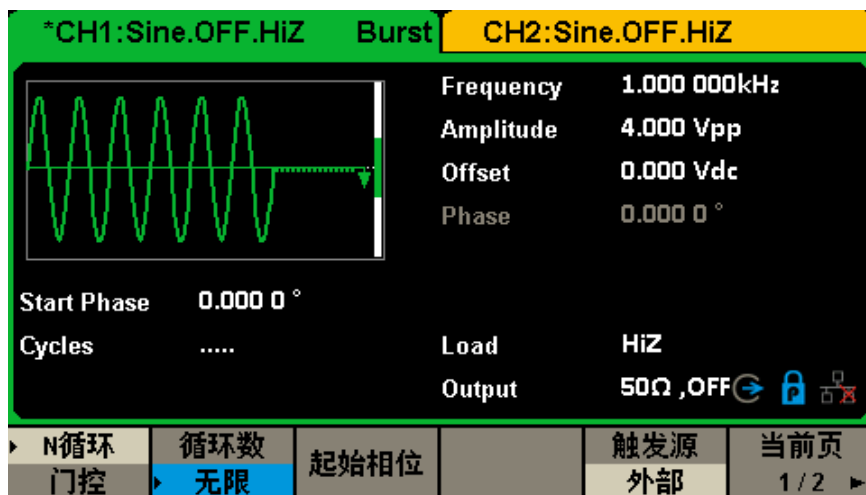 *CH1:Sine.OFF.HiZ Burst CH2:Sine.OFF.HiZ
Frequency 1.000 000kHz
Amplitude 4.000 Vpp
Offset 0.000 Vdc
Phase 0.000 0 °
Start Phase 0.000 0 °
Cycles .....
Load HiZ
Output 50Ω ,OFF P
N循环 循环数 起始相位 触发源 当前页
门控 无限 外部 1/2